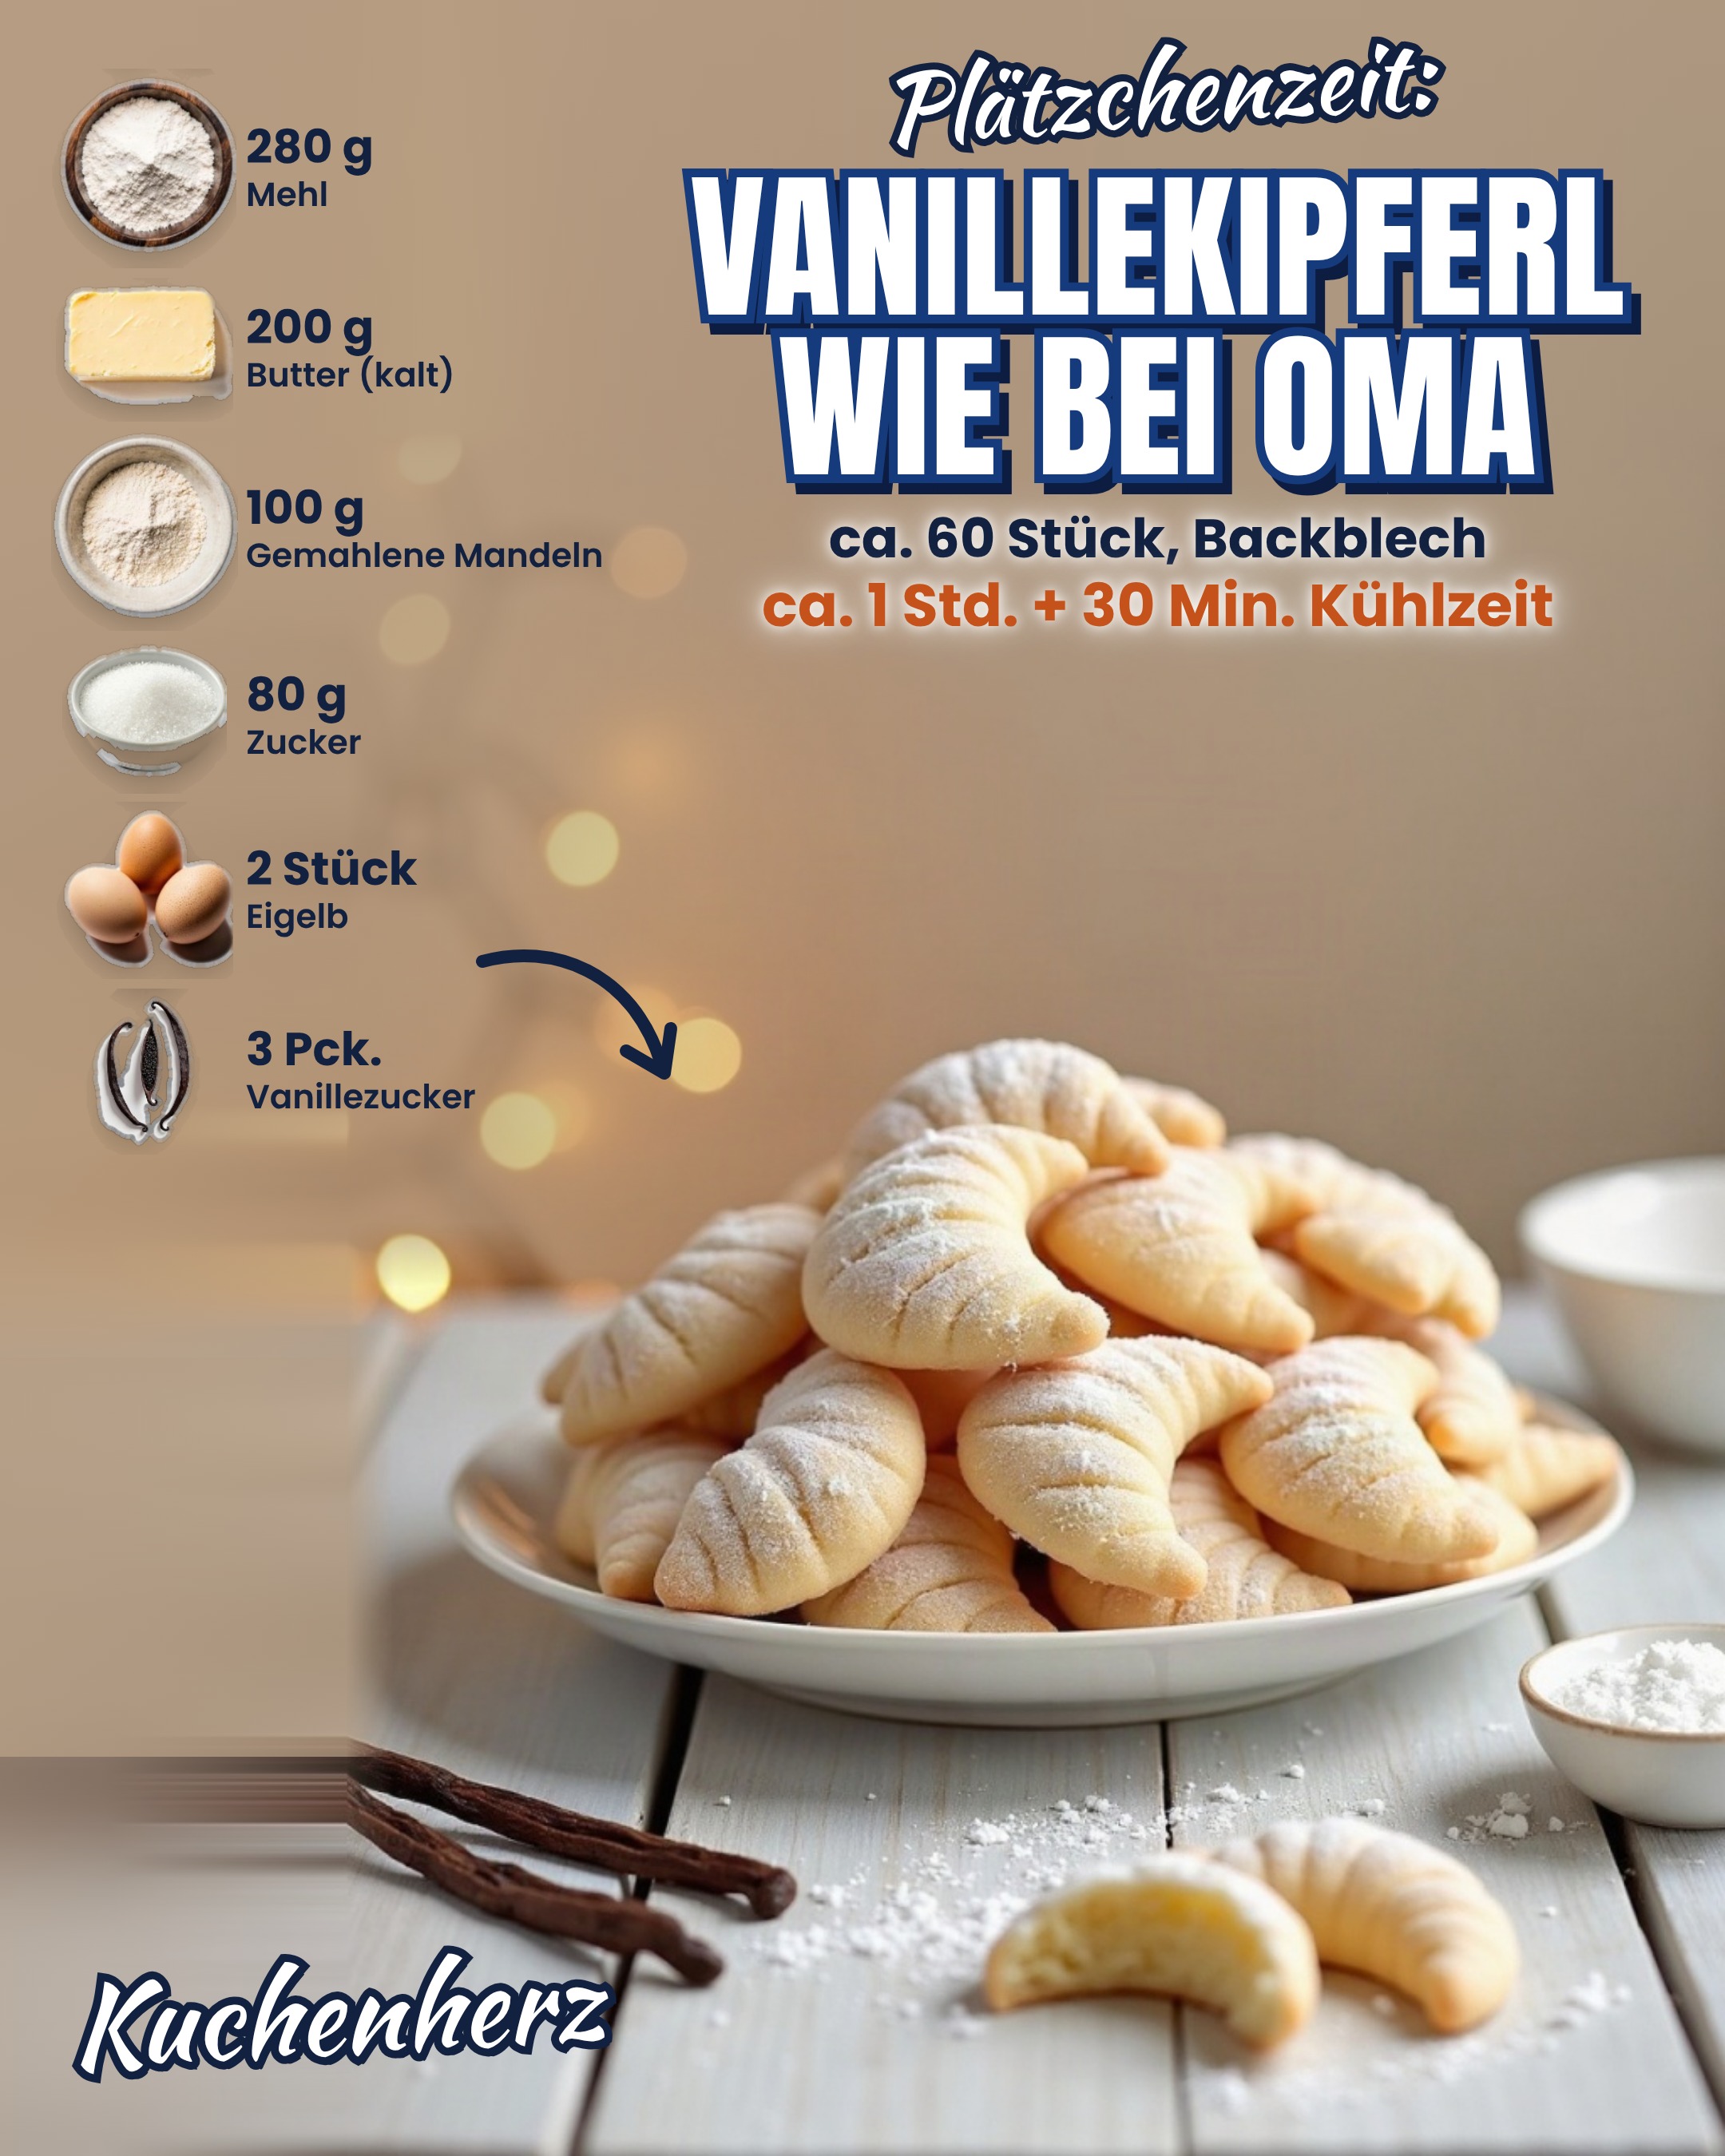 Plätzchenzeit:
VANILLEKIPFERL
WIE BEI OMA
ca. 60 Stück, Backblech
ca. 1 Std. + 30 Min. Kühlzeit
280 g
Mehl
200 g
Butter (kalt)
100 g
Gemahlene Mandeln
80 g
Zucker
2 Stück
Eigelb
3 Pck.
Vanillezucker
Kuchenherz